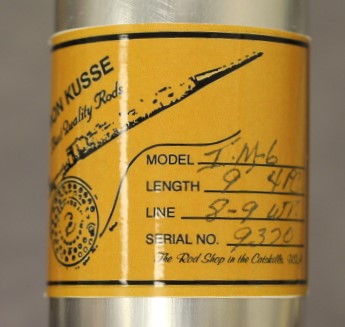 ON KUSSE
Quality Rods
MODEL I.M-6
LENGTH 9 4
LINE 8-9 WT
SERIAL NO. 9320
The Rod Shop in the Catskills, U.S.A.